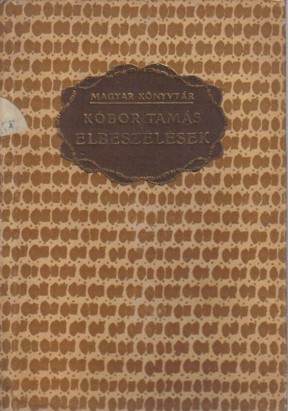 MAGYAR KÖNYVTÁR
KÓBOR TAMÁS
ELBESZÉLÉSEK